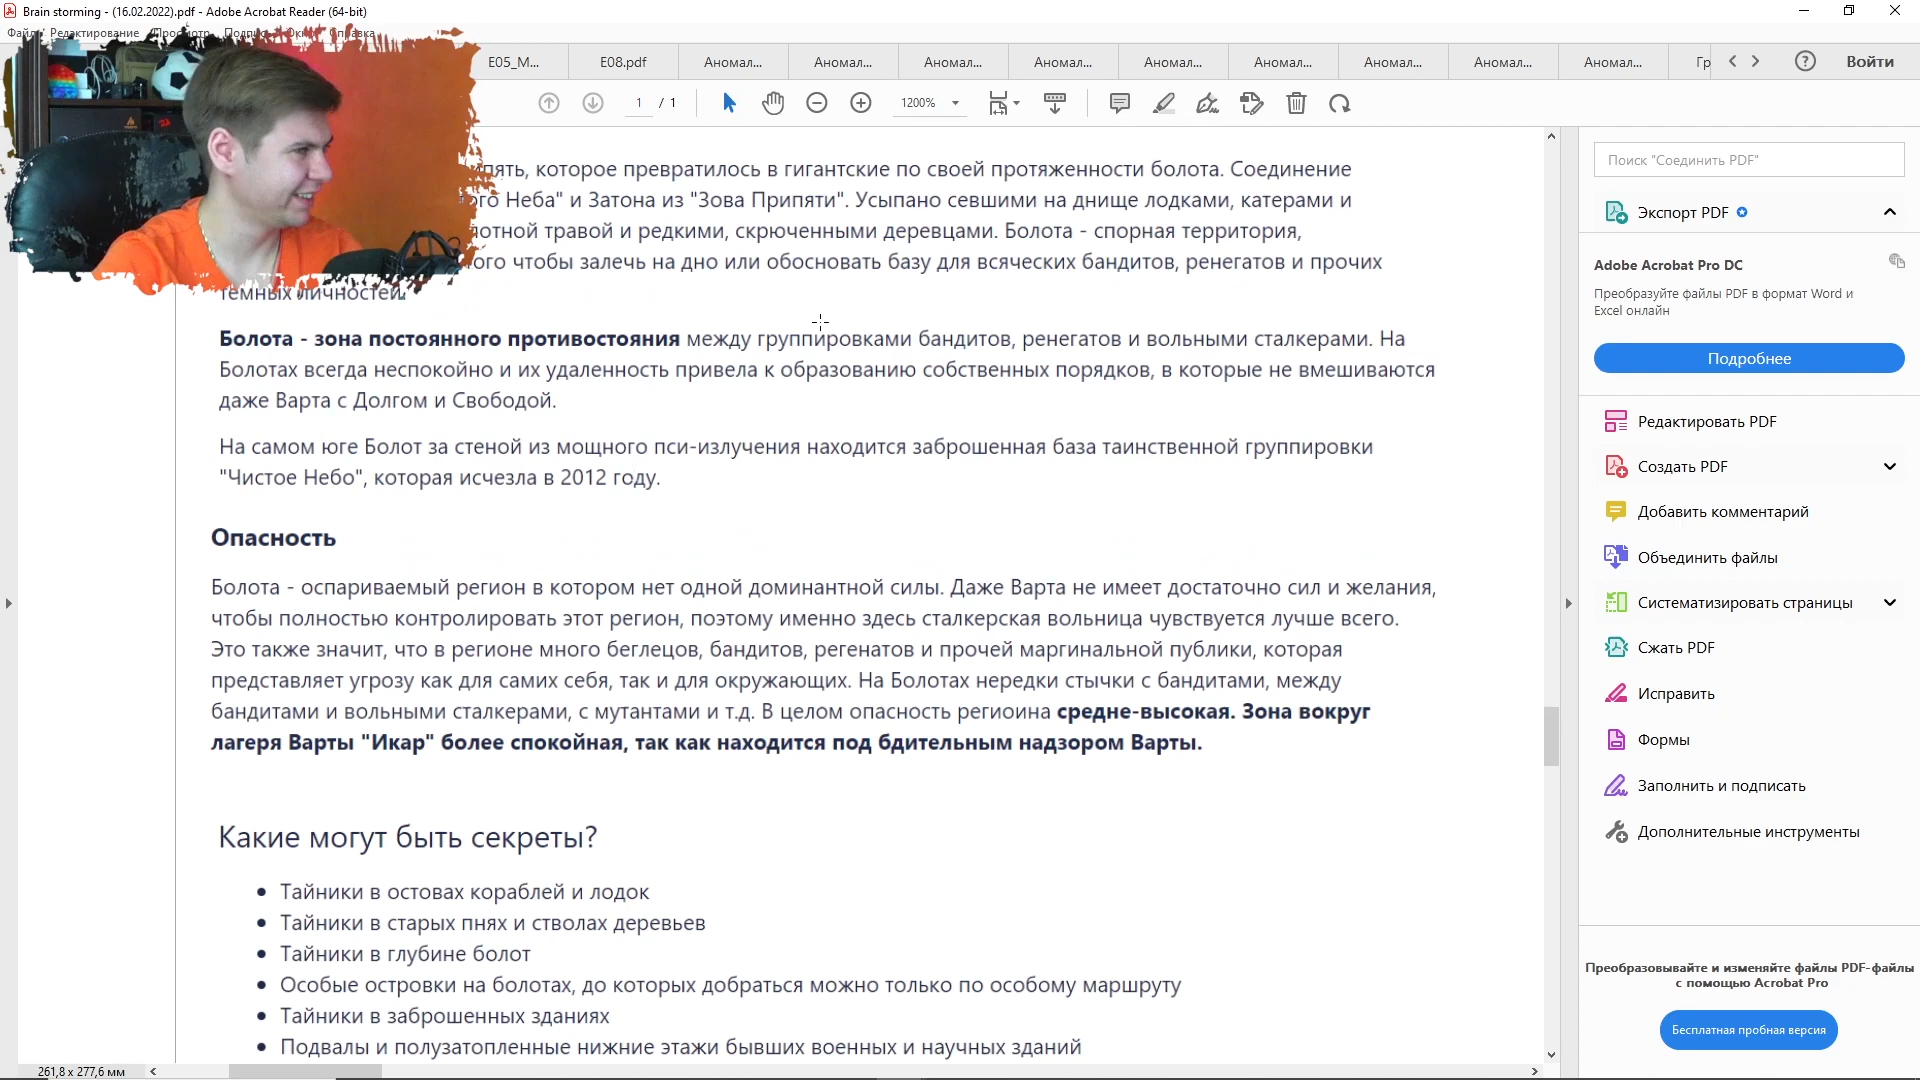 Brain storming - (16.02.2022).pdf - Adobe Acrobat Reader (64-bit)
Файл Редактирование Просмотр Подпись Окно Справка
E05_M... E08.pdf Аномал... Аномал... Аномал... Аномал... Аномал... Аномал... Аномал... Аномал... Аномал... Гр Войти
1 / 1 1200%
которое превратилось в гигантские по своей протяженности болота. Соединение
Неба" и Затона из "Зова Припяти". Усыпано севшими на днище лодками, катерами и
травой и редкими, скрюченными деревцами. Болота - спорная территория,
чтобы залечь на дно или обосновать базу для всяческих бандитов, ренегатов и прочих
темных личностей.
Болота - зона постоянного противостояния между группировками бандитов, ренегатов и вольными сталкерами. На
Болотах всегда неспокойно и их удаленность привела к образованию собственных порядков, в которые не вмешиваются
даже Варта с Долгом и Свободой.
На самом юге Болот за стеной из мощного пси-излучения находится заброшенная база таинственной группировки
"Чистое Небо", которая исчезла в 2012 году.
Опасность
Болота - оспариваемый регион в котором нет одной доминантной силы. Даже Варта не имеет достаточно сил и желания,
чтобы полностью контролировать этот регион, поэтому именно здесь сталкерская вольница чувствуется лучше всего.
Это также значит, что в регионе много беглецов, бандитов, регенатов и прочей маргинальной публики, которая
представляет угрозу как для самих себя, так и для окружающих. На Болотах нередки стычки с бандитами, между
бандитами и вольными сталкерами, с мутантами и т.д. В целом опасность региоина средне-высокая. Зона вокруг
лагеря Варты "Икар" более спокойная, так как находится под бдительным надзором Варты.
Какие могут быть секреты?
• Тайники в остовах кораблей и лодок
• Тайники в старых пнях и стволах деревьев
• Тайники в глубине болот
• Особые островки на болотах, до которых добраться можно только по особому маршруту
• Тайники в заброшенных зданиях
• Подвалы и полузатопленные нижние этажи бывших военных и научных зданий
261,8 x 277,6 мм
Поиск "Соединить PDF"
Экспорт PDF
Adobe Acrobat Pro DC
Преобразуйте файлы PDF в формат Word и
Excel онлайн
Подробнее
Редактировать PDF
Создать PDF
Добавить комментарий
Объединить файлы
Систематизировать страницы
Сжать PDF
Исправить
Формы
Заполнить и подписать
Дополнительные инструменты
Преобразовывайте и изменяйте файлы PDF-файлы
с помощью Acrobat Pro
Бесплатная пробная версия